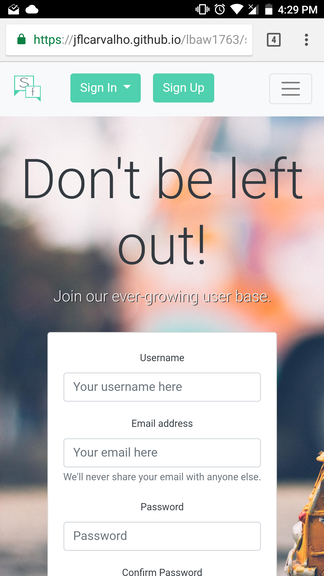 4:29 PM
https://jflcarvalho.github.io/lbaw1763/
4
S
f
Sign In
Sign Up
Don't be left
out!
Join our ever-growing user base.
Username
Your username here
Email address
Your email here
We'll never share your email with anyone else.
Password
Password
Confirm Password